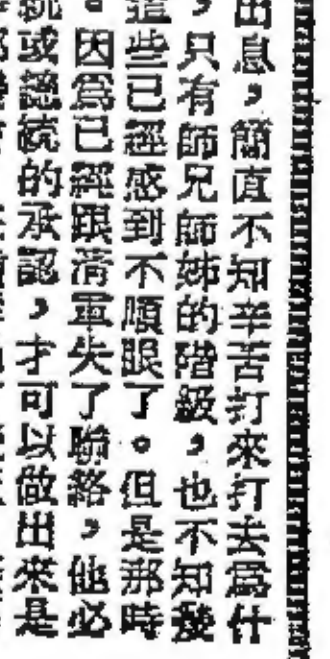 出息，簡直不知辛苦打來打去爲什
，只有師兄師姊的階級，也不知發
這些已經感到不順眼了。但是那時
。因爲已經跟清軍失了聯絡，他必
或認統的承認，才可以做出來是